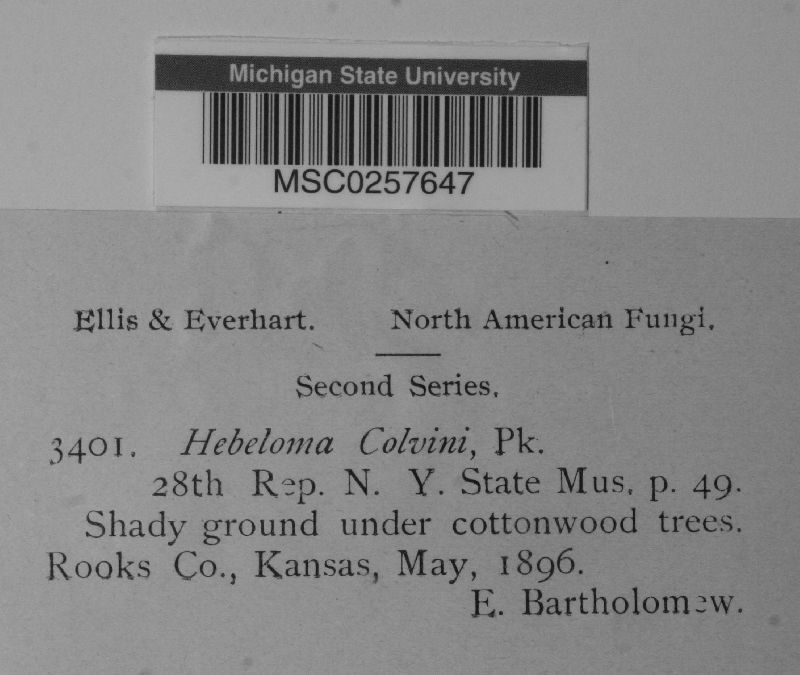 Michigan State University
MSC0257647
Ellis & Everhart. North American Fungi.
Second Series.
3401. Hebeloma Colvini, Pk.
28th Rep. N. Y. State Mus. p. 49.
Shady ground under cottonwood trees.
Rooks Co., Kansas, May, 1896.
E. Bartholomew.